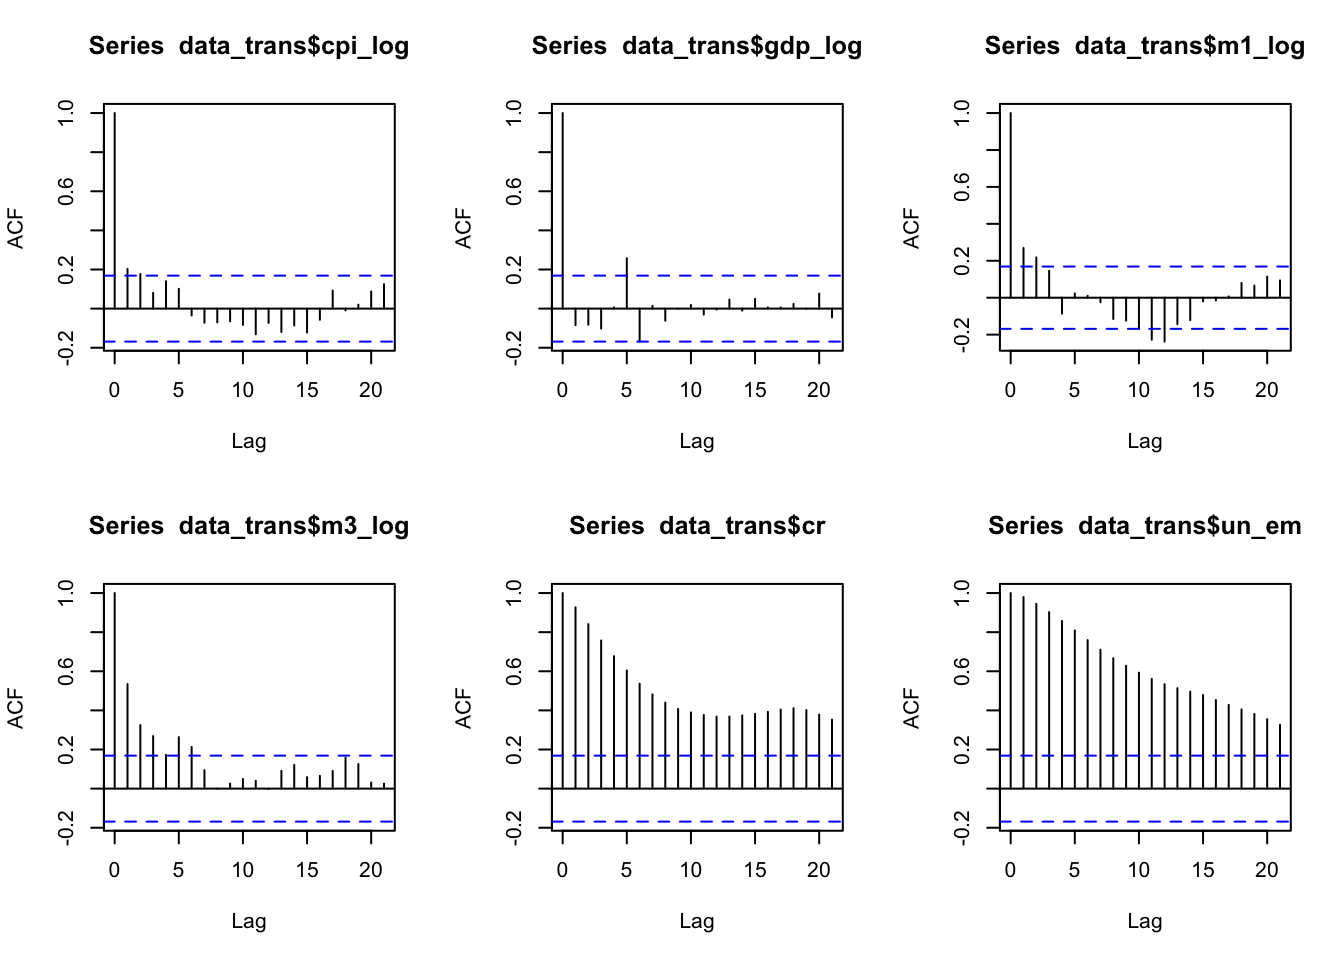 Series data_trans$cpi_log
ACF
1.0
0.6
0.2
-0.2
0 5 10 15 20
Lag
Series data_trans$gdp_log
ACF
1.0
0.6
0.2
-0.2
0 5 10 15 20
Lag
Series data_trans$m1_log
ACF
1.0
0.6
0.2
-0.2
0 5 10 15 20
Lag
Series data_trans$m3_log
ACF
1.0
0.6
0.2
-0.2
0 5 10 15 20
Lag
Series data_trans$cr
ACF
1.0
0.6
0.2
-0.2
0 5 10 15 20
Lag
Series data_trans$un_em
ACF
1.0
0.6
0.2
-0.2
0 5 10 15 20
Lag